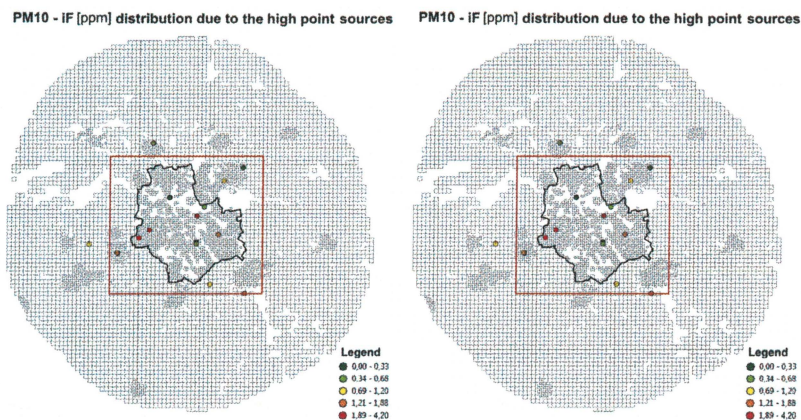 PM10 - iF [ppm] distribution due to the high point sources
PM10 - iF [ppm] distribution due to the high point sources
Legend
0,00 - 0,33
0,34 - 0,68
0,69 - 1,20
1,21 - 1,88
1,89 - 4,20
Legend
0,00 - 0,33
0,34 - 0,68
0,69 - 1,20
1,21 - 1,88
1,89 - 4,20